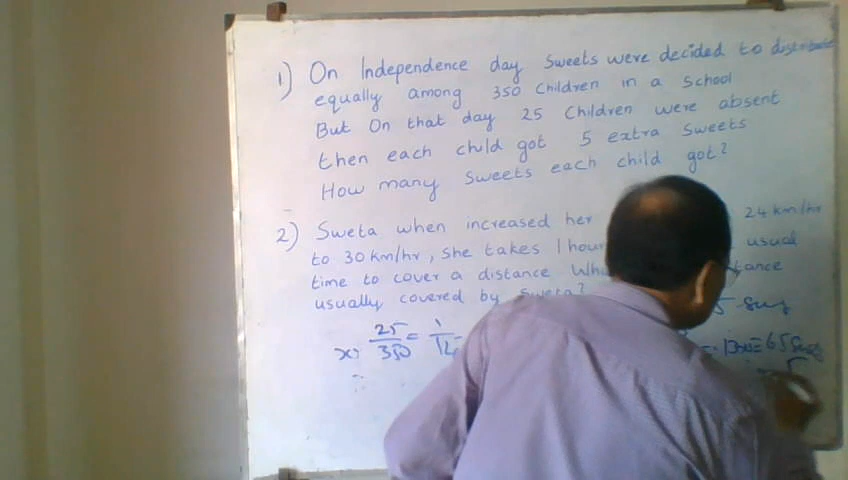 1) On Independence day Sweets were decided to distribute
equally among 350 Children in a School
But On that day 25 Children were absent
then each child got 5 extra Sweets
How many Sweets each child got?
2) Sweta when increased her 24 km/hr
to 30 km/hr, she takes 1 hour usual
time to cover a distance
usually covered by Sweta?
25/350 = 1/14
= 65